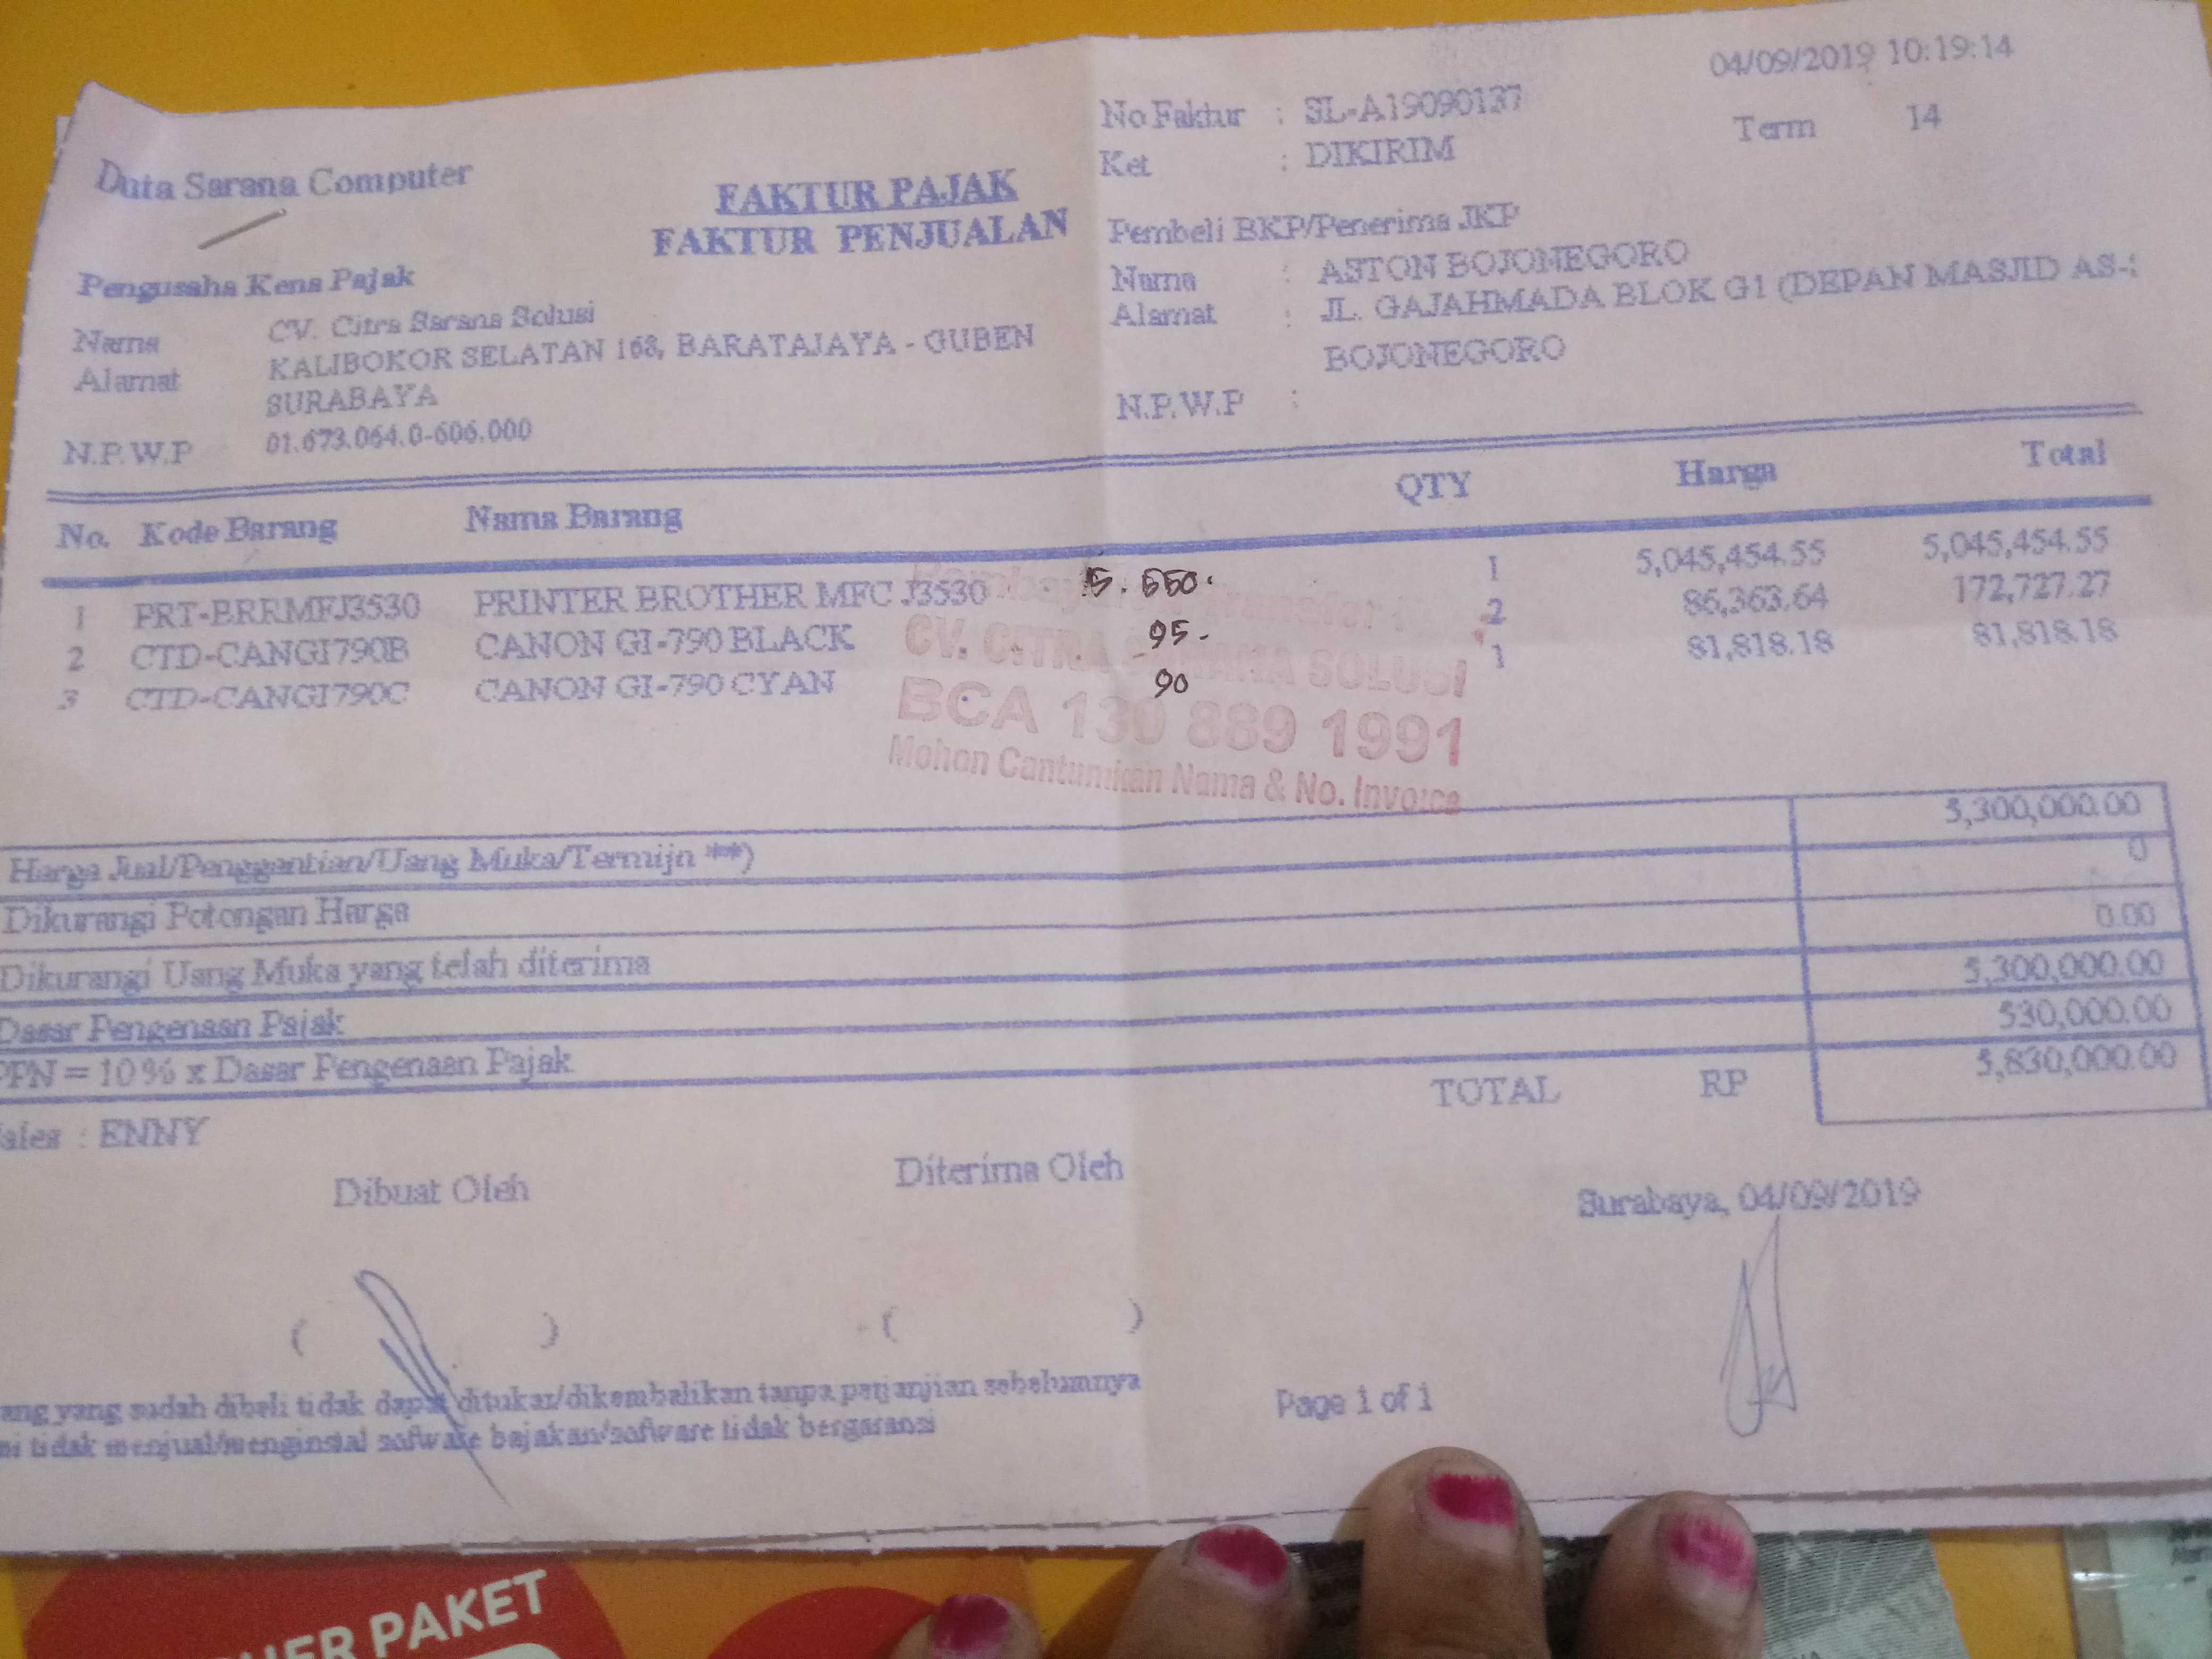 04/09/2019 10:19:14
No Faktur : SL-A19090137
Ket : DIKIRIM
Term 14
Duta Sarana Computer
FAKTUR PAJAK
FAKTUR PENJUALAN
Pengusaha Kena Pajak
Nama CV. Citra Sarana Solusi
Alamat KALIBOKOR SELATAN 168, BARATAJAYA - GUBEN
SURABAYA
N.P.W.P 01.673.064.0-606.000
Pembeli BKP/Penerima JKP
Nama : ASTON BOJONEGORO
Alamat : JL. GAJAHMADA BLOK G1 (DEPAN MASJID AS-
BOJONEGORO
N.P.W.P :
No. Kode Barang Nama Barang QTY Harga Total
1 PRT-BRRMFJ3530 PRINTER BROTHER MFC J3530 5.550. 1 5,045,454.55 5,045,454.55
2 CTD-CANGI790B CANON GI-790 BLACK 95- 2 86,363.64 172,727.27
3 CTD-CANGI790C CANON GI-790 CYAN 90 1 81,818.18 81,818.18
CV. CITRA SARANA SOLUSI
BCA 130 889 1991
Mohon Cantumkan Nama & No. Invoice
Harga Jual/Penggantian/Uang Muka/Termijn **) 5,300,000.00
Dikurangi Potongan Harga 0
Dikurangi Uang Muka yang telah diterima 0.00
Dasar Pengenaan Pajak 5,300,000.00
PPN = 10% x Dasar Pengenaan Pajak 530,000.00
TOTAL RP 5,830,000.00
ales : ENNY
Dibuat Oleh
Diterima Oleh
Surabaya, 04/09/2019
( ) ( )
ang yang sudah dibeli tidak dapat ditukar/dikembalikan tanpa perjanjian sebelumnya
mi tidak menjual/menginstal sofware bajakan/sofware tidak bergaransi
Page 1 of 1
HER PAKET